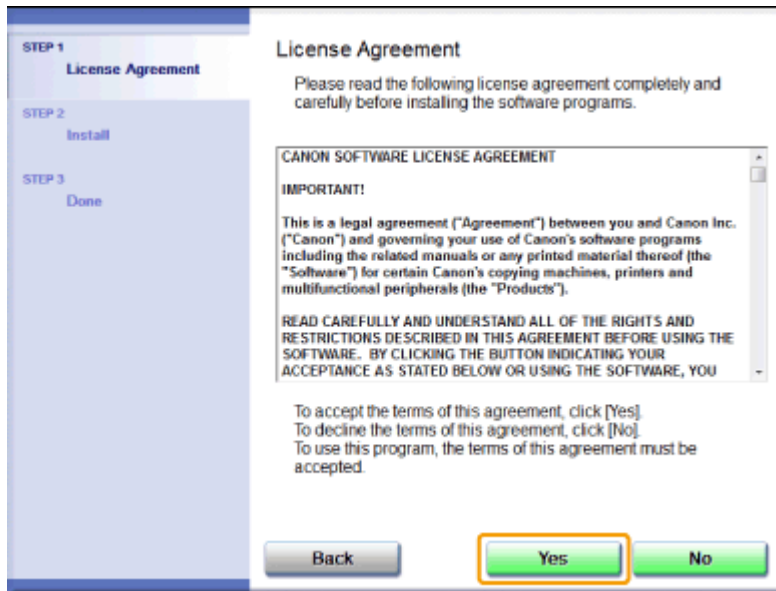 STEP 1
License Agreement
STEP 2
Install
STEP 3
Done
License Agreement
Please read the following license agreement completely and
carefully before installing the software programs.
CANON SOFTWARE LICENSE AGREEMENT
IMPORTANT!
This is a legal agreement ("Agreement") between you and Canon Inc.
("Canon") and governing your use of Canon's software programs
including the related manuals or any printed material thereof (the
"Software") for certain Canon's copying machines, printers and
multifunctional peripherals (the "Products").
READ CAREFULLY AND UNDERSTAND ALL OF THE RIGHTS AND
RESTRICTIONS DESCRIBED IN THIS AGREEMENT BEFORE USING THE
SOFTWARE. BY CLICKING THE BUTTON INDICATING YOUR
ACCEPTANCE AS STATED BELOW OR USING THE SOFTWARE, YOU
To accept the terms of this agreement, click [Yes].
To decline the terms of this agreement, click [No].
To use this program, the terms of this agreement must be
accepted.
Back
Yes
No